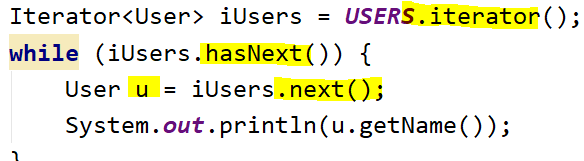 Iterator<User> iUsers = USERS.iterator();
while (iUsers.hasNext()) {
User u = iUsers.next();
System.out.println(u.getName());
}